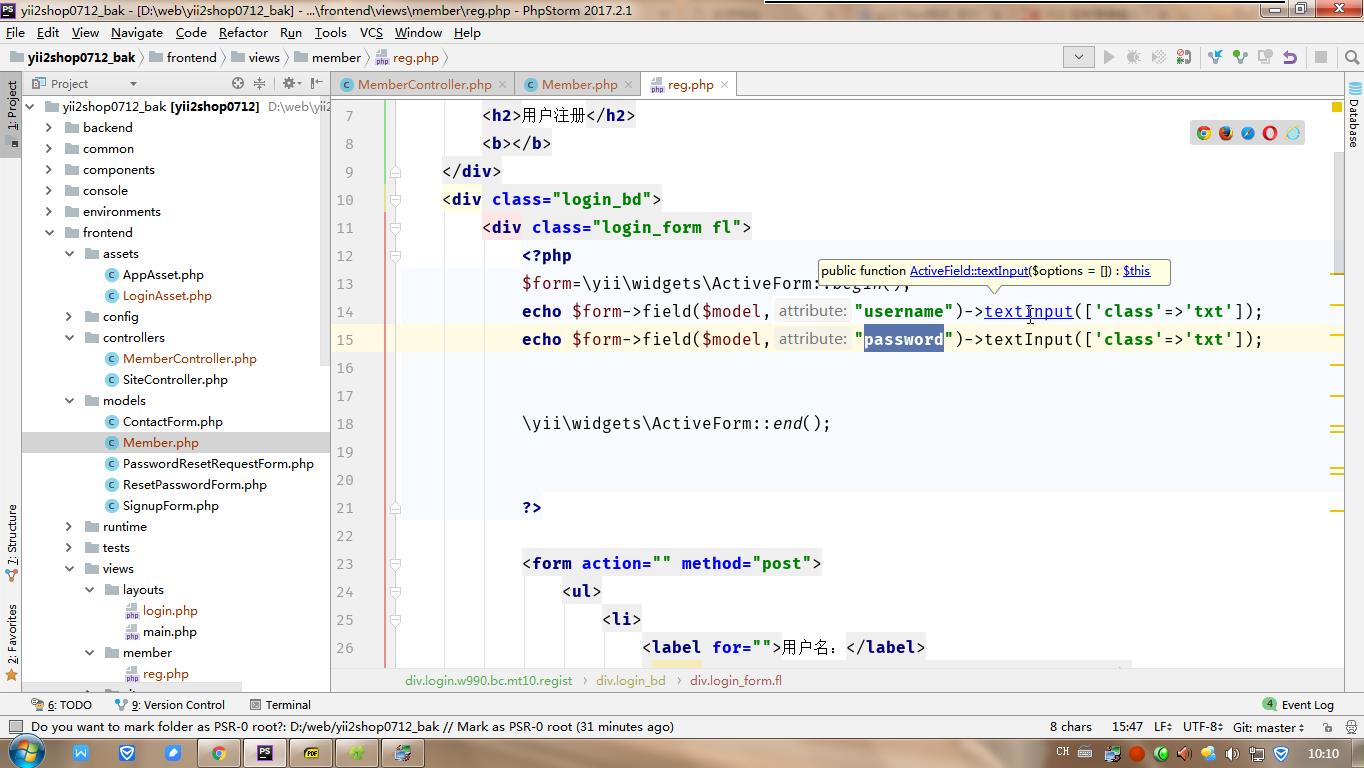 yii2shop0712_bak - [D:\web\yii2shop0712_bak] - ...\frontend\views\member\reg.php - PhpStorm 2017.2.1
File Edit View Navigate Code Refactor Run Tools VCS Window Help
yii2shop0712_bak frontend views member reg.php
1: Project
7: Structure
2: Favorites
Project
yii2shop0712_bak [yii2shop0712] D:\web\yii2
backend
common
components
console
environments
frontend
assets
AppAsset.php
LoginAsset.php
config
controllers
MemberController.php
SiteController.php
models
ContactForm.php
Member.php
PasswordResetRequestForm.php
ResetPasswordForm.php
SignupForm.php
runtime
tests
views
layouts
login.php
main.php
member
reg.php
MemberController.php Member.php reg.php
7 <h2>用户注册</h2>
8 <b></b>
9 </div>
10 <div class="login_bd">
11 <div class="login_form fl">
12 <?php
public function ActiveField::textInput($options = []) : $this
13 $form=\yii\widgets\ActiveForm::begin();
14 echo $form->field($model, attribute: "username")->textInput(['class'=>'txt']);
15 echo $form->field($model, attribute: "password")->textInput(['class'=>'txt']);
16
17
18 \yii\widgets\ActiveForm::end();
19
20
21 ?>
22
23 <form action="" method="post">
24 <ul>
25 <li>
26 <label for="">用户名：</label>
div.login.w990.bc.mt10.regist div.login_bd div.login_form.fl
Database
6: TODO 9: Version Control Terminal 4 Event Log
Do you want to mark folder as PSR-0 root?: D:/web/yii2shop0712_bak // Mark as PSR-0 root (31 minutes ago) 8 chars 15:47 LF UTF-8 Git: master
CH 10:10